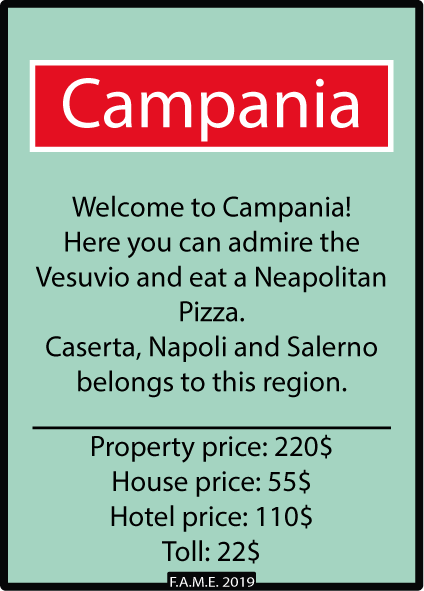 Campania
Welcome to Campania!
Here you can admire the
Vesuvio and eat a Neapolitan
Pizza.
Caserta, Napoli and Salerno
belongs to this region.
Property price: 220$
House price: 55$
Hotel price: 110$
Toll: 22$
F.A.M.E. 2019